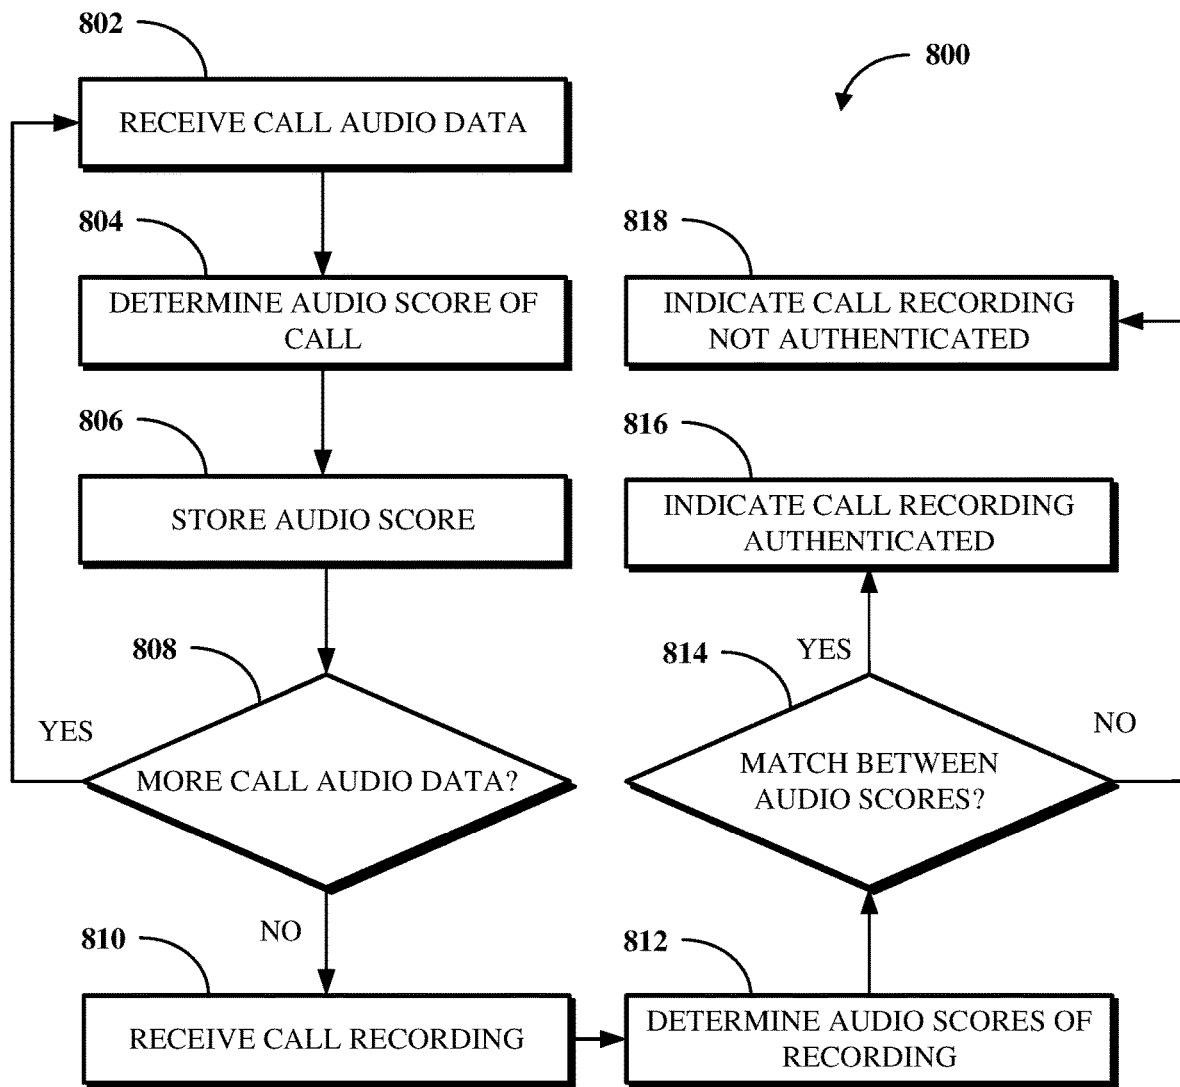 802
RECEIVE CALL AUDIO DATA
800
804
DETERMINE AUDIO SCORE OF
CALL
818
INDICATE CALL RECORDING
NOT AUTHENTICATED
806
STORE AUDIO SCORE
816
INDICATE CALL RECORDING
AUTHENTICATED
808
YES
MORE CALL AUDIO DATA?
NO
814
YES
NO
MATCH BETWEEN
AUDIO SCORES?
810
RECEIVE CALL RECORDING
812
DETERMINE AUDIO SCORES OF
RECORDING